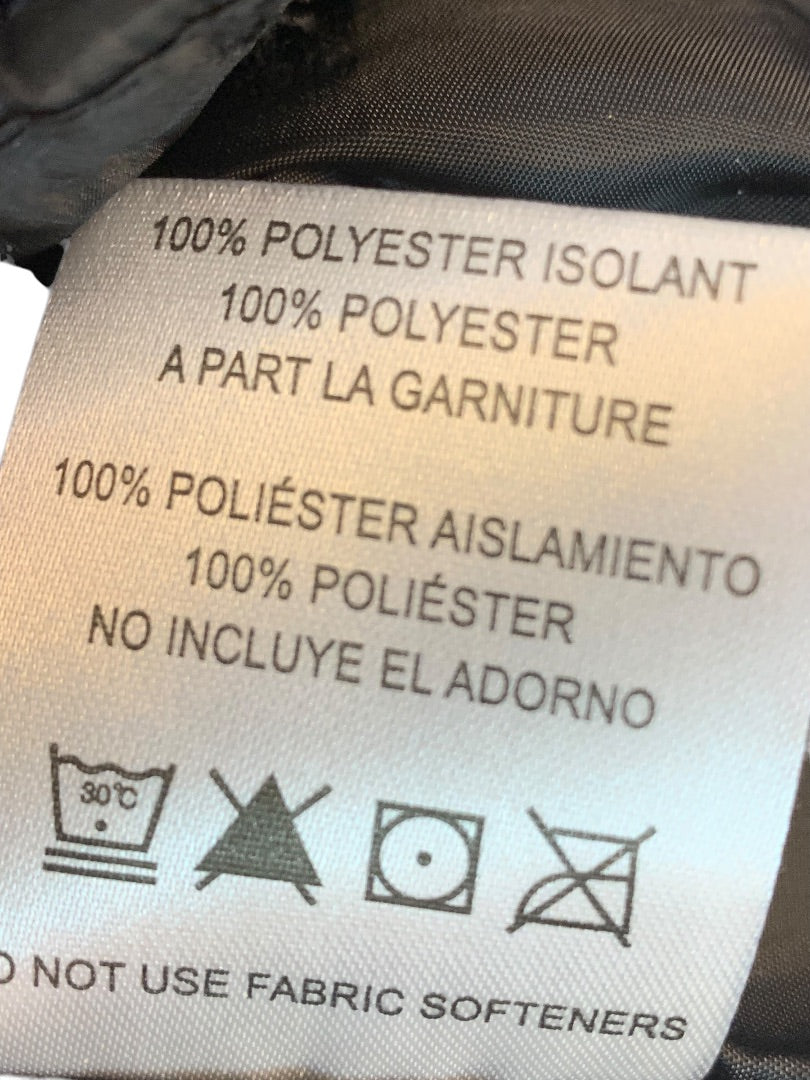 100% POLYESTER ISOLANT
100% POLYESTER
A PART LA GARNITURE
100% POLIÉSTER AISLAMIENTO
100% POLIÉSTER
NO INCLUYE EL ADORNO
30°C
NOT USE FABRIC SOFTENERS